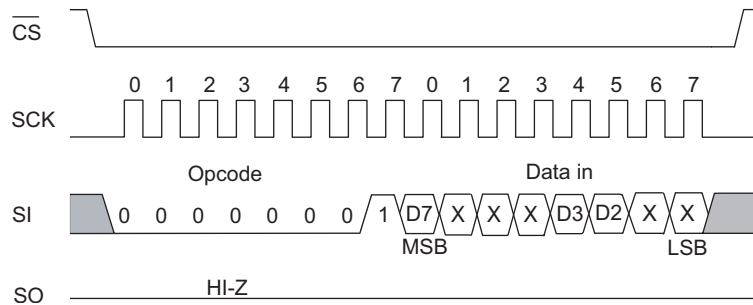 CS
0 1 2 3 4 5 6 7 0 1 2 3 4 5 6 7
SCK
Opcode Data in
SI 0 0 0 0 0 0 0 1 D7 X X X D3 D2 X X
MSB LSB
HI-Z
SO